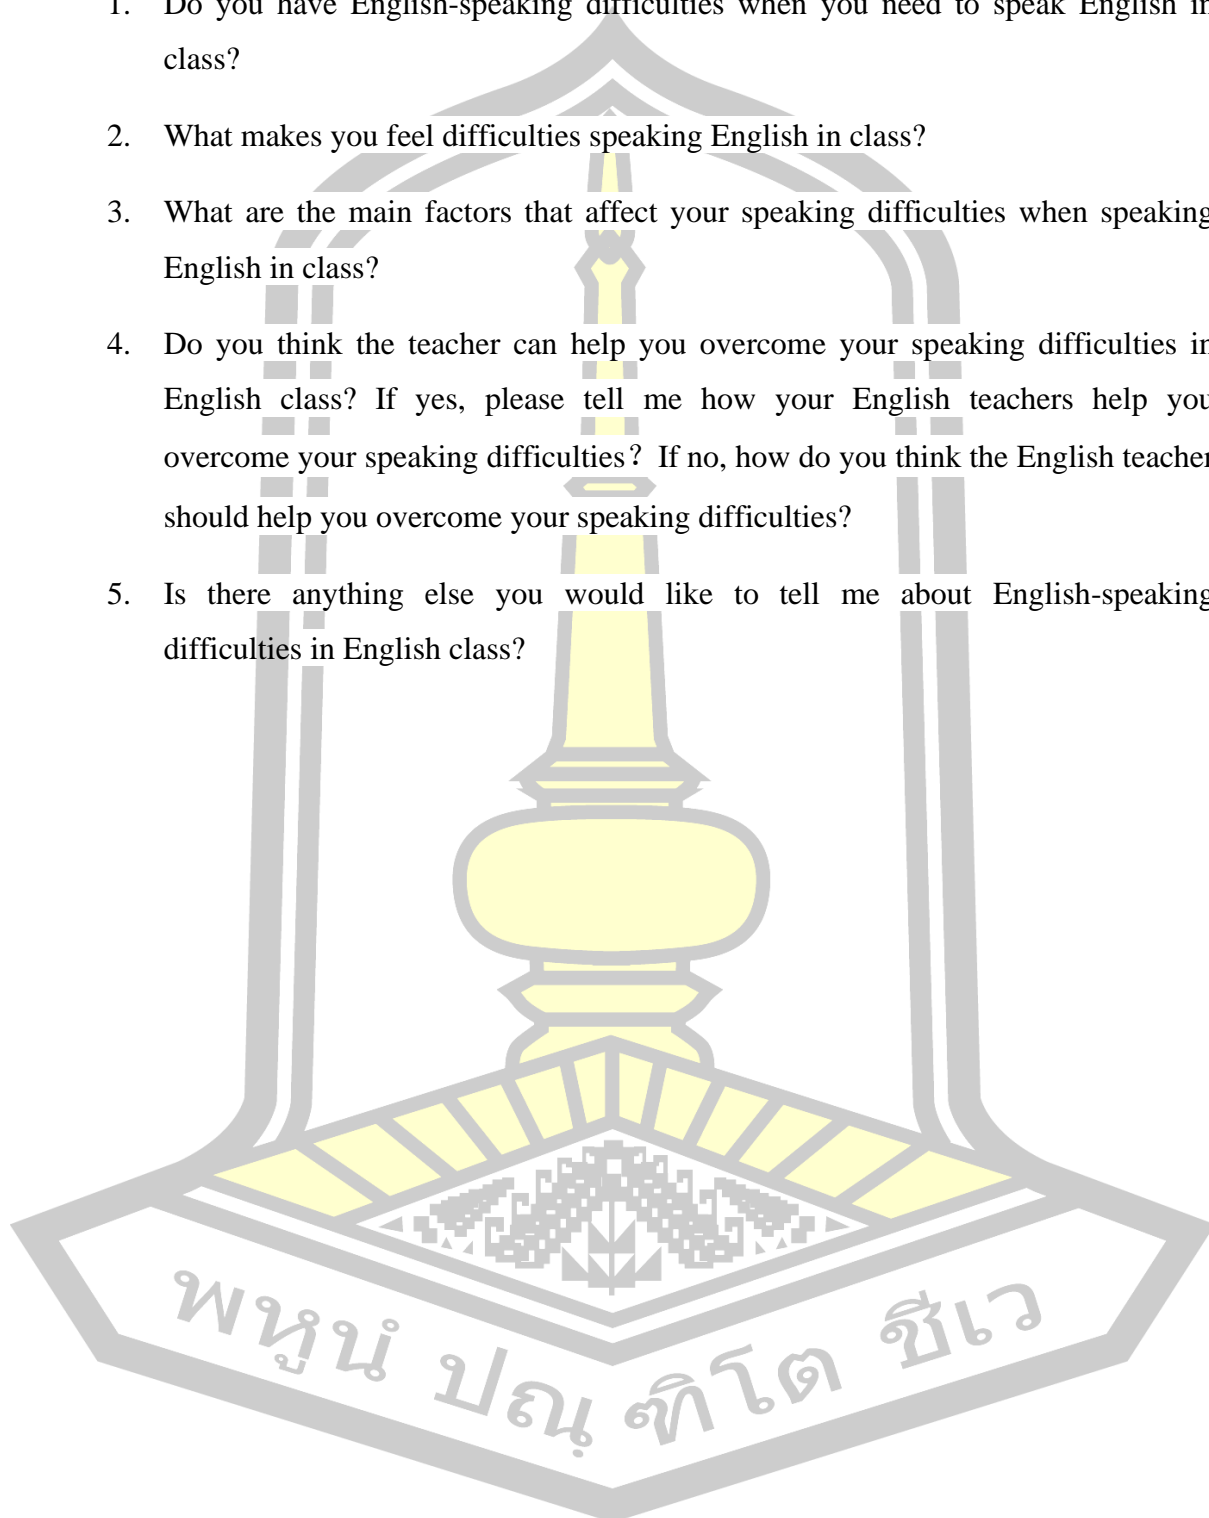 1. Do you have English-speaking difficulties when you need to speak English in
class?
2. What makes you feel difficulties speaking English in class?
3. What are the main factors that affect your speaking difficulties when speaking
English in class?
4. Do you think the teacher can help you overcome your speaking difficulties in
English class? If yes, please tell me how your English teachers help you
overcome your speaking difficulties? If no, how do you think the English teacher
should help you overcome your speaking difficulties?
5. Is there anything else you would like to tell me about English-speaking
difficulties in English class?
พหูนํ ปณฺฑิโต ชีเว